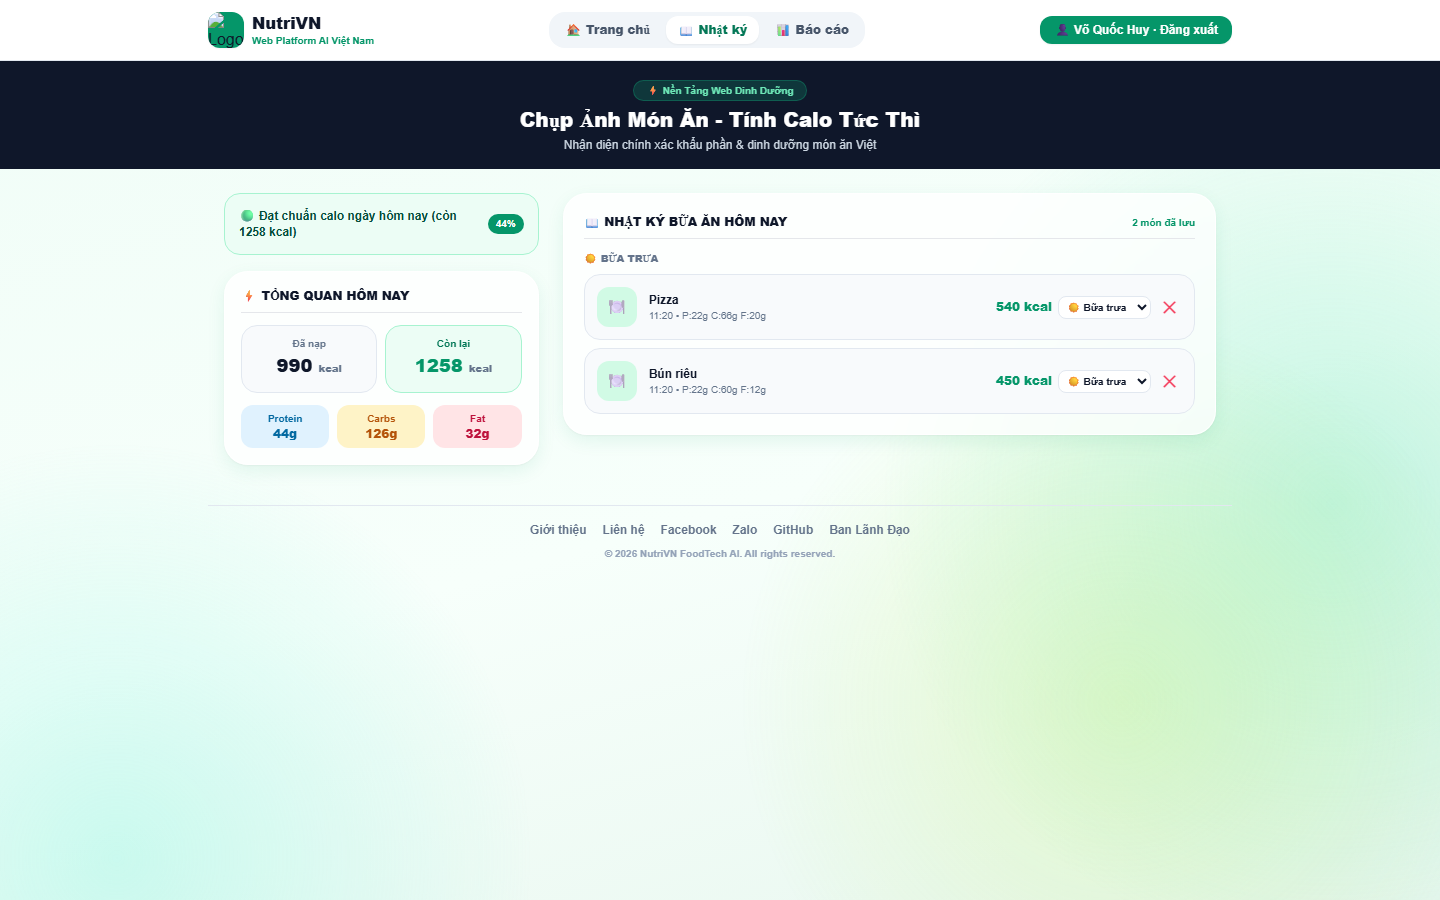 Logo
NutriVN
Web Platform AI Việt Nam
Trang chủ
Nhật ký
Báo cáo
Võ Quốc Huy · Đăng xuất
Nền Tảng Web Dinh Dưỡng
Chụp Ảnh Món Ăn - Tính Calo Tức Thì
Nhận diện chính xác khẩu phần & dinh dưỡng món ăn Việt
Đạt chuẩn calo ngày hôm nay (còn
1258 kcal)
44%
TỔNG QUAN HÔM NAY
Đã nạp
990 kcal
Còn lại
1258 kcal
Protein
44g
Carbs
126g
Fat
32g
NHẬT KÝ BỮA ĂN HÔM NAY
2 món đã lưu
BỮA TRƯA
Pizza
11:20 • P:22g C:66g F:20g
540 kcal
Bữa trưa
Bún riêu
11:20 • P:22g C:60g F:12g
450 kcal
Bữa trưa
Giới thiệu Liên hệ Facebook Zalo GitHub Ban Lãnh Đạo
© 2026 NutriVN FoodTech AI. All rights reserved.